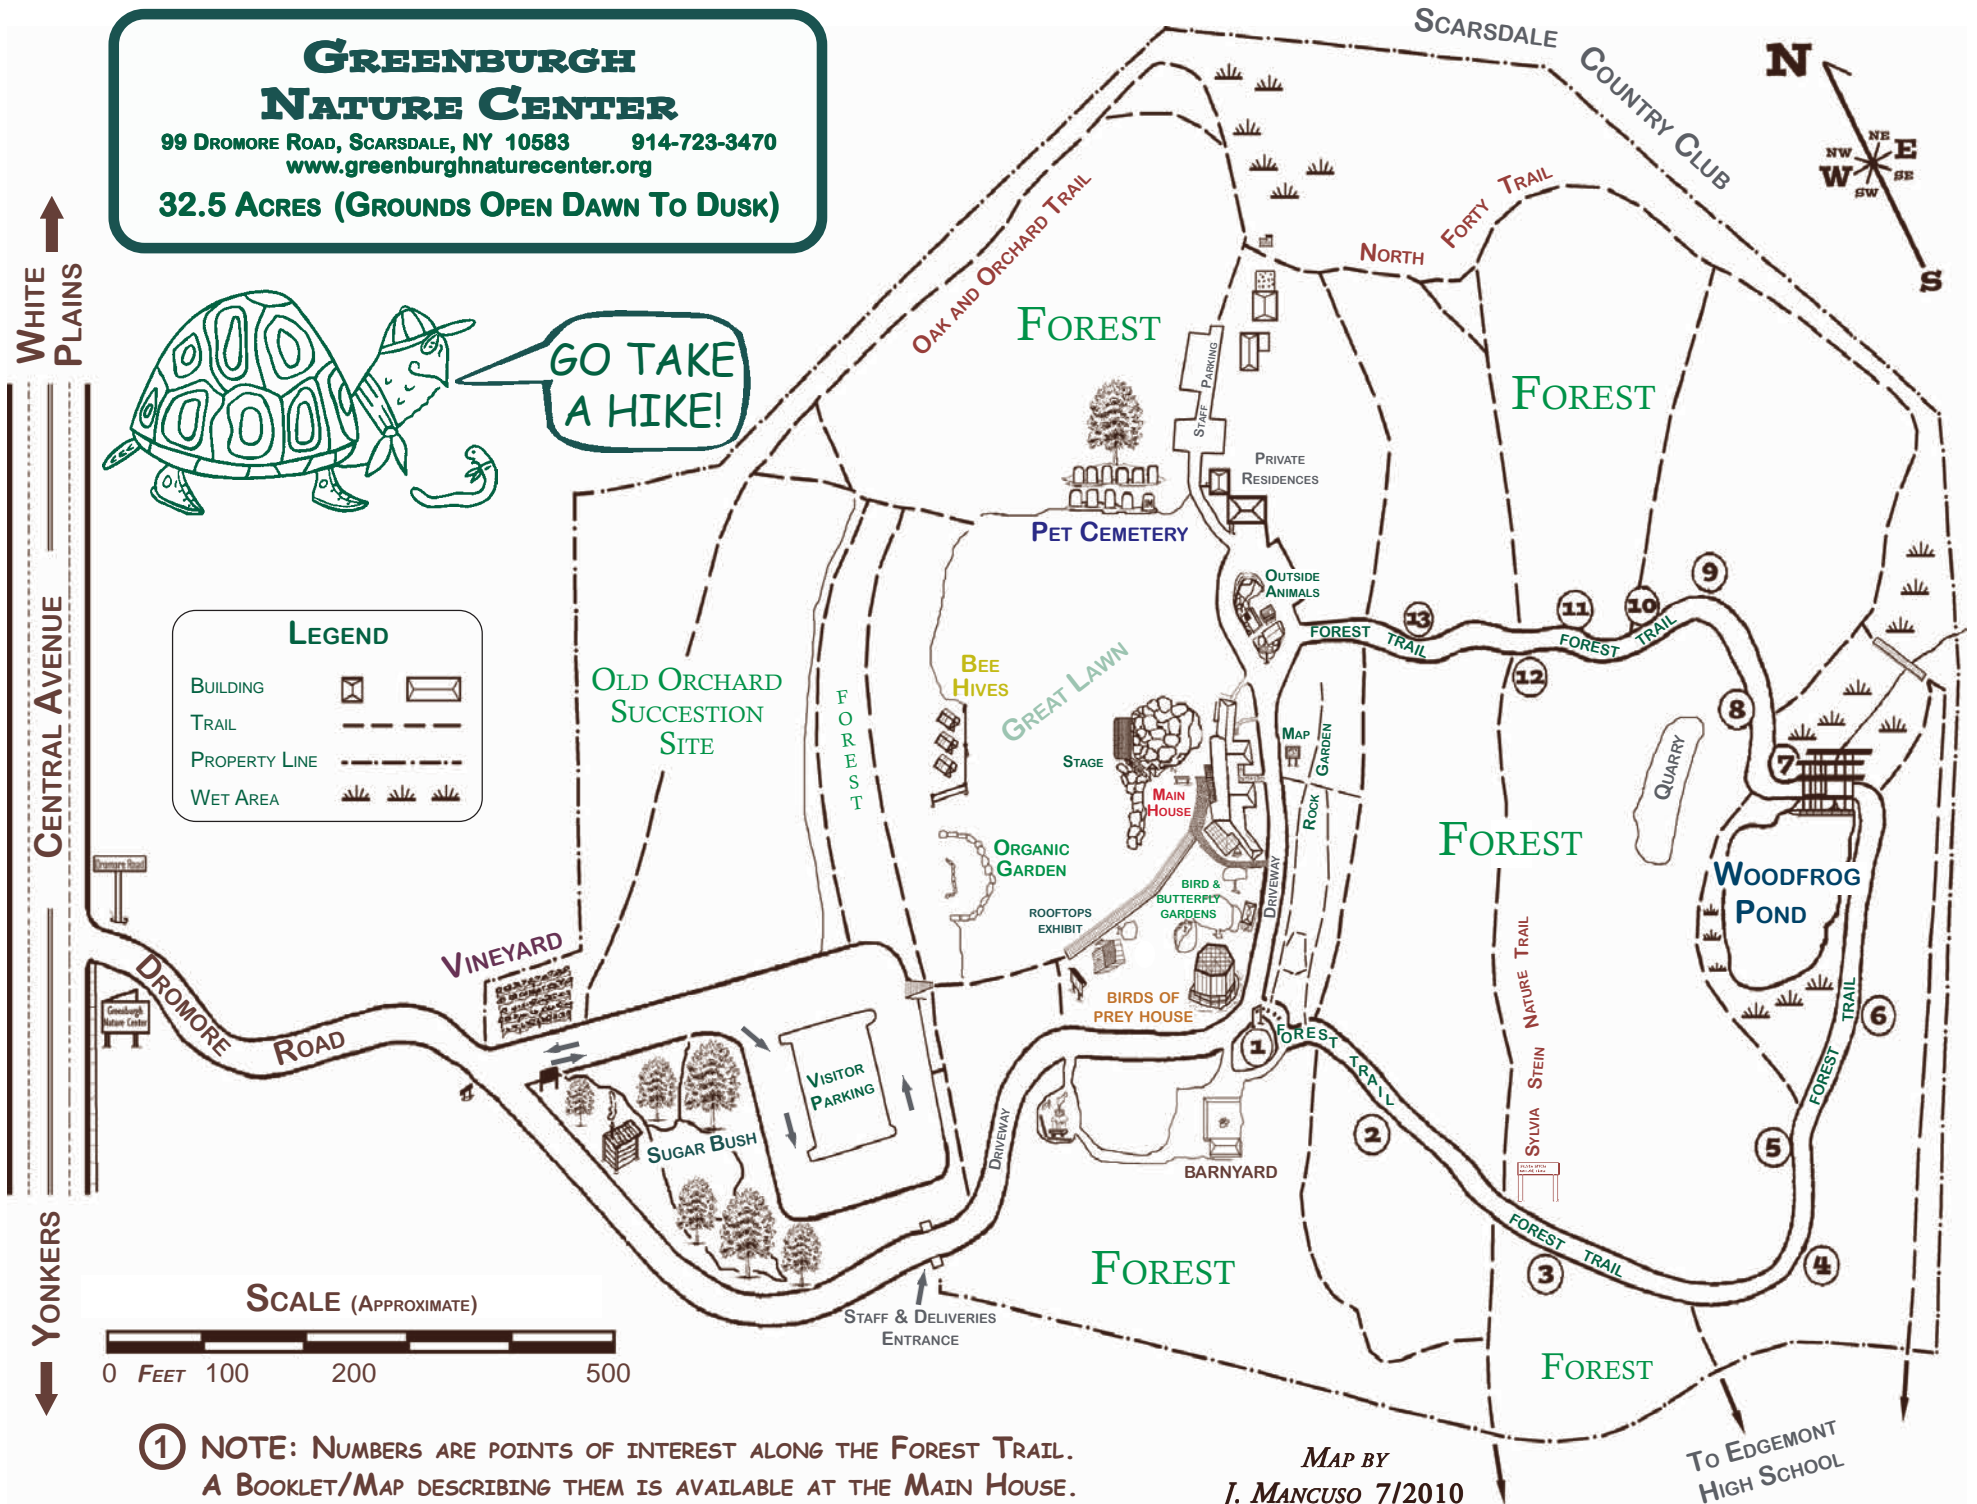 GREENBURGH
NATURE CENTER
99 DROMORE ROAD, SCARSDALE, NY 10583 914-723-3470
www.greenburghnaturecenter.org
32.5 ACRES (GROUNDS OPEN DAWN TO DUSK)
SCARSDALE COUNTRY CLUB
N
NE
E
NW
W
SE
SW
S
WHITE
PLAINS
CENTRAL AVENUE
YONKERS
GO TAKE
A HIKE!
OAK AND ORCHARD TRAIL
NORTH FORTY TRAIL
FOREST
FOREST
STAFF PARKING
PRIVATE
RESIDENCES
PET CEMETERY
OUTSIDE
ANIMALS
LEGEND
BUILDING
TRAIL
PROPERTY LINE
WET AREA
OLD ORCHARD
SUCCESTION
SITE
FOREST
BEE
HIVES
GREAT LAWN
STAGE
MAIN
HOUSE
MAP
ROCK GARDEN
ORGANIC
GARDEN
ROOFTOPS
EXHIBIT
BIRD &
BUTTERFLY
GARDENS
DRIVEWAY
BIRDS OF
PREY HOUSE
FOREST TRAIL
13
11
10
9
FOREST TRAIL
12
8
7
QUARRY
FOREST
WOODFROG
POND
SYLVIA STEIN NATURE TRAIL
FOREST TRAIL
6
5
4
3
2
1
FOREST TRAIL
FOREST TRAIL
Dromore Road
Greenburgh
Nature Center
DROMORE ROAD
VINEYARD
VISITOR
PARKING
SUGAR BUSH
DRIVEWAY
BARNYARD
FOREST
FOREST
STAFF & DELIVERIES
ENTRANCE
SCALE (APPROXIMATE)
0 FEET 100 200 500
1 NOTE: NUMBERS ARE POINTS OF INTEREST ALONG THE FOREST TRAIL.
A BOOKLET/MAP DESCRIBING THEM IS AVAILABLE AT THE MAIN HOUSE.
MAP BY
J. MANCUSO 7/2010
TO EDGEMONT
HIGH SCHOOL